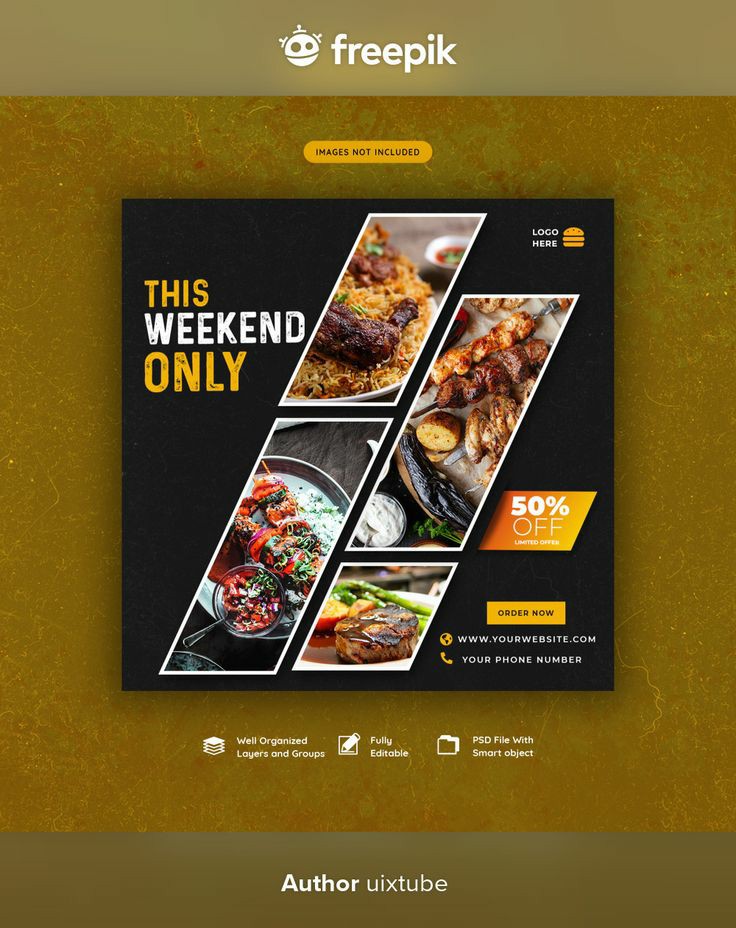 freepik
IMAGES NOT INCLUDED
LOGO
HERE
THIS
WEEKEND
ONLY
50%
OFF
LIMITED OFFER
ORDER NOW
WWW.YOURWEBSITE.COM
YOUR PHONE NUMBER
Well Organized
Layers and Groups
Fully
Editable
PSD File With
Smart object
Author uixtube